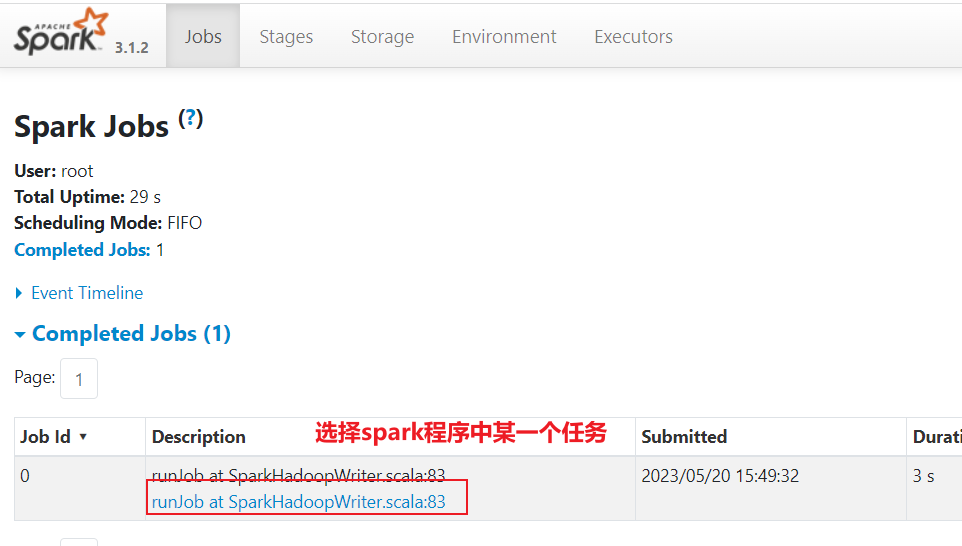 APACHE
Spark 3.1.2 Jobs Stages Storage Environment Executors
Spark Jobs (?)
User: root
Total Uptime: 29 s
Scheduling Mode: FIFO
Completed Jobs: 1
Event Timeline
Completed Jobs (1)
Page: 1
选择spark程序中某一个任务
Job Id ▾ Description Submitted Durati
0 runJob at SparkHadoopWriter.scala:83 2023/05/20 15:49:32 3 s
runJob at SparkHadoopWriter.scala:83